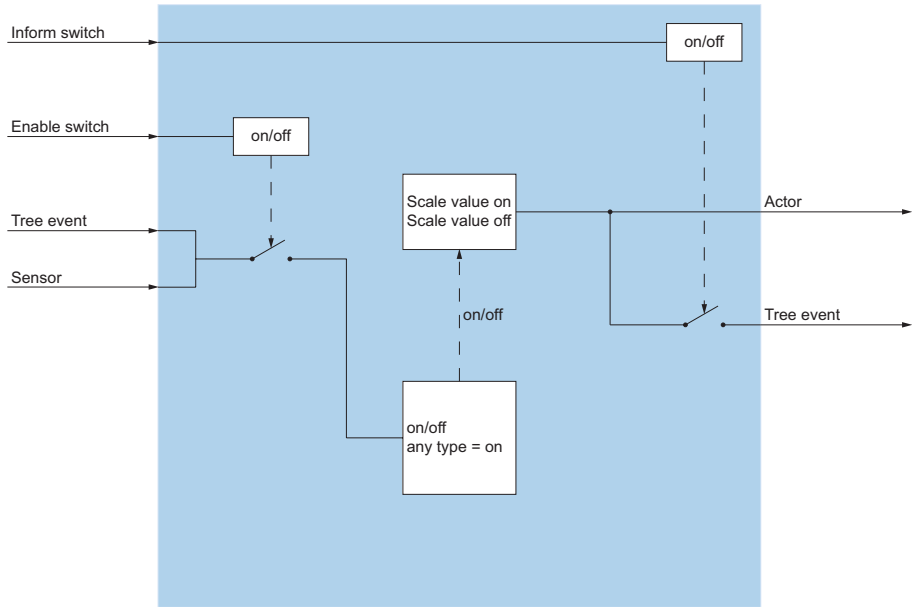 Inform switch
on/off
Enable switch
on/off
Scale value on
Scale value off
Actor
Tree event
Sensor
on/off
Tree event
on/off
any type = on